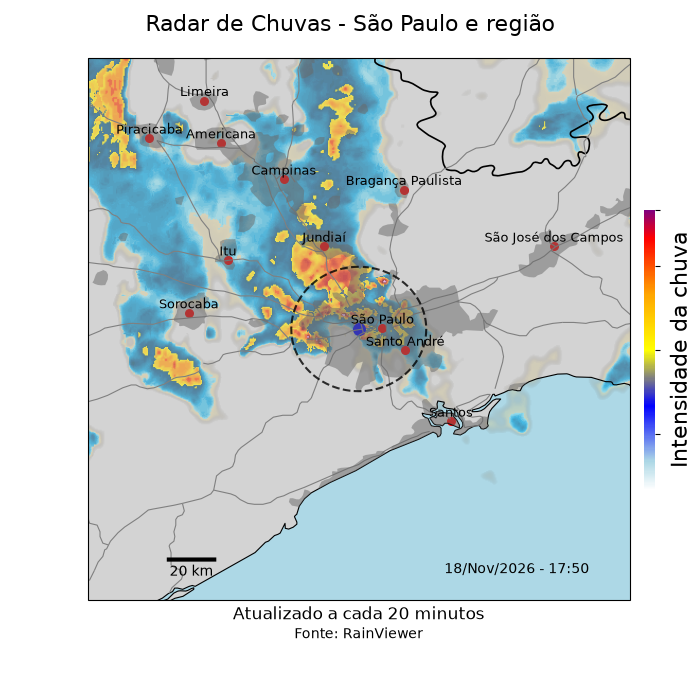 Radar de Chuvas - São Paulo e região
Limeira
Piracicaba
Americana
Campinas
Bragança Paulista
Jundiaí
São José dos Campos
Itu
Sorocaba
São Paulo
Santo André
Santos
20 km
18/Nov/2026 - 17:50
Intensidade da chuva
Atualizado a cada 20 minutos
Fonte: RainViewer